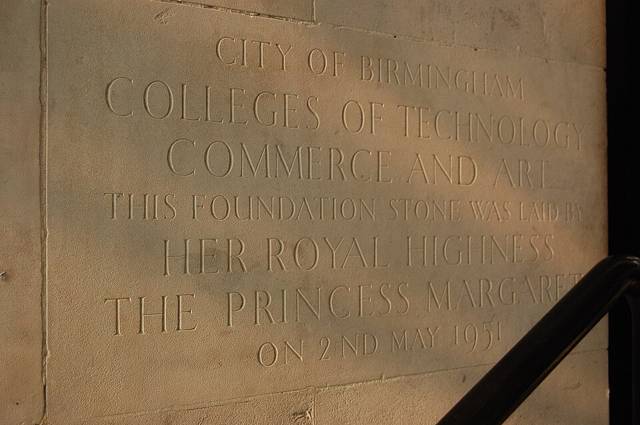 CITY OF BIRMINGHAM
COLLEGES OF TECHNOLOGY
COMMERCE AND ART
THIS FOUNDATION STONE WAS LAID BY
HER ROYAL HIGHNESS
THE PRINCESS MARGARET
ON 2ND MAY 1951